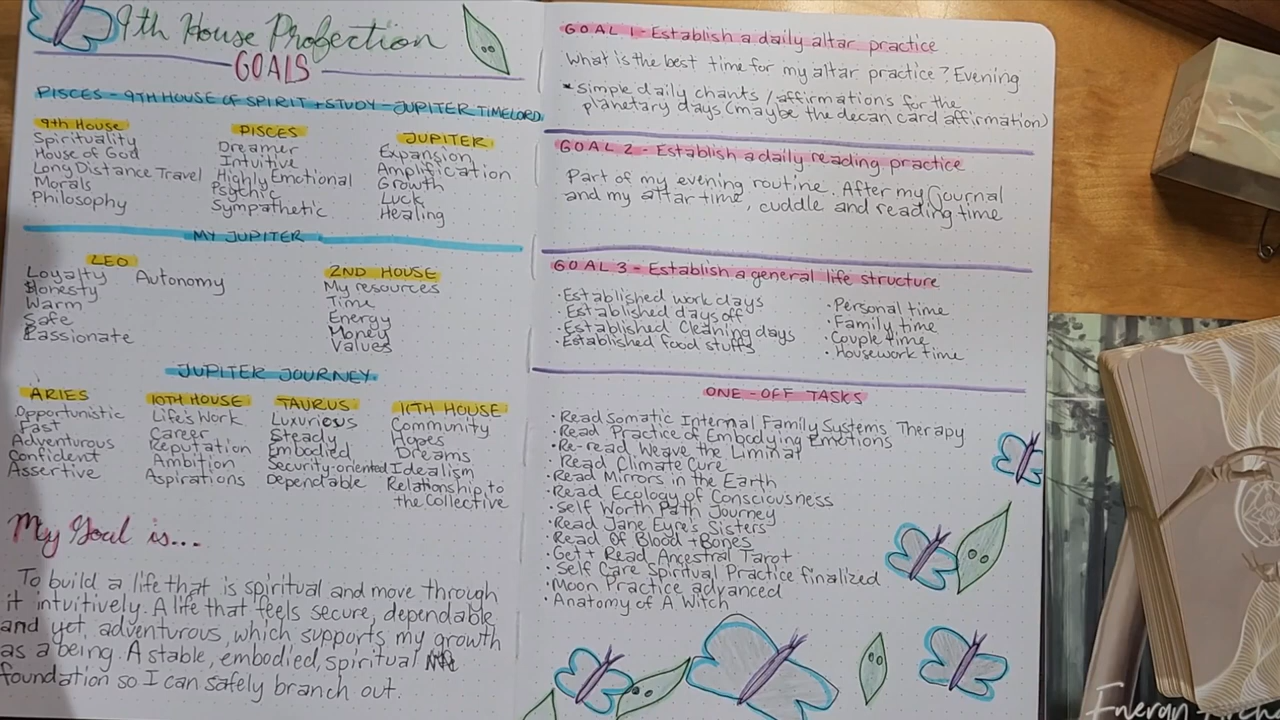 9th House Profection
GOALS
PISCES - 9TH HOUSE OF SPIRIT + STUDY - JUPITER TIMELORD
9th House
Spirituality
House of God
Long Distance Travel
Morals
Philosophy
PISCES
Dreamer
Intuitive
Highly Emotional
Psychic
Sympathetic
JUPITER
Expansion
Amplification
Growth
Luck
Healing
MY JUPITER
LEO
Loyalty Autonomy
Honesty
Warm
Safe
Passionate
2ND HOUSE
My resources
Time
Energy
Money
Values
JUPITER JOURNEY
ARIES
Opportunistic
Fast
Adventurous
Confident
Assertive
10TH HOUSE
Life's Work
Career
Reputation
Ambition
Aspirations
TAURUS
Luxurious
Steady
Embodied
Security-oriented
Dependable
11TH HOUSE
Community
Hopes
Dreams
Idealism
Relationship to
the Collective
My Goal is...
To build a life that is spiritual and move through
it intuitively. A life that feels secure, dependable
and yet, adventurous, which supports my growth
as a being. A stable, embodied, spiritual
foundation so I can safely branch out.
GOAL 1 - Establish a daily altar practice
What is the best time for my altar practice? Evening
* simple daily chants / affirmations for the
planetary days (maybe the decan card affirmation)
GOAL 2 - Establish a daily reading practice
Part of my evening routine. After my journal
and my altar time, cuddle and reading time
GOAL 3 - Establish a general life structure
· Established work days
· Established days off
· Established Cleaning days
· Established food stuffs
· Personal time
· Family time
· Couple time
· Housework time
ONE-OFF TASKS
· Read Somatic Internal Family Systems Therapy
· Read Practice of Embodying Emotions
· Re-read Weave the Liminal
· Read Climate Cure
· Read Mirrors in the Earth
· Read Ecology of Consciousness
· Self Worth Path Journey
· Read Jane Eyre's Sisters
· Read Of Blood + Bones
· Get + Read Ancestral Tarot
· Self Care Spiritual Practice finalized
· Moon Practice advanced
· Anatomy of A Witch